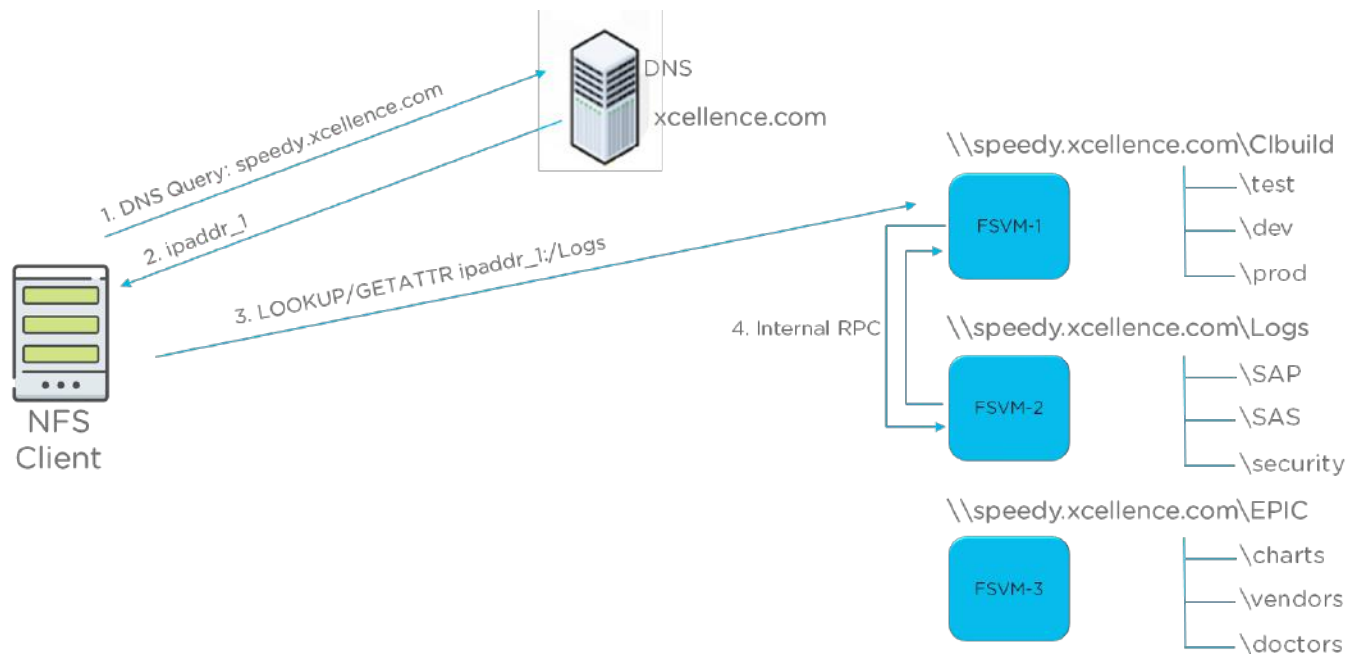 DNS
xcellence.com
1. DNS Query: speedy.xcellence.com
2. ipaddr_1
3. LOOKUP/GETATTR ipaddr_1:/Logs
NFS
Client
4. Internal RPC
\\speedy.xcellence.com\CIbuild
FSVM-1
\test
\dev
\prod
\\speedy.xcellence.com\Logs
FSVM-2
\SAP
\SAS
\security
\\speedy.xcellence.com\EPIC
FSVM-3
\charts
\vendors
\doctors